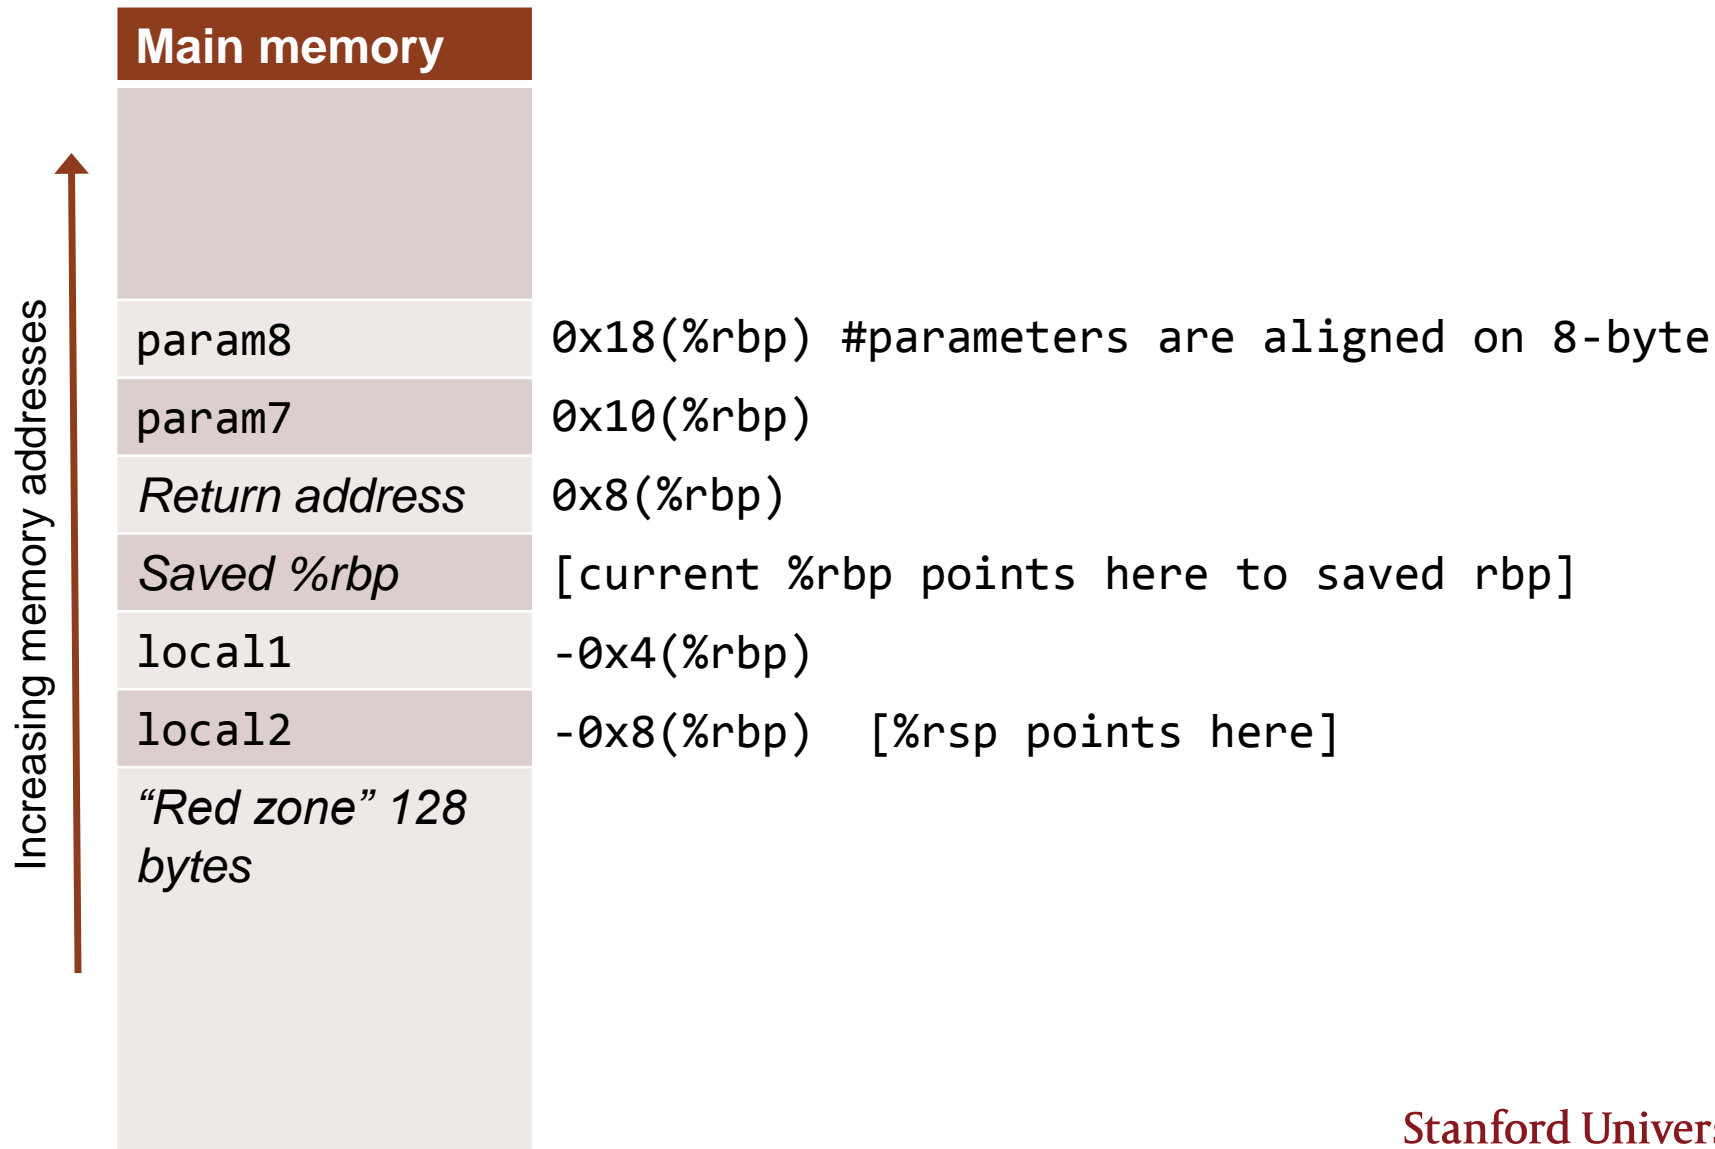 Main memory
Increasing memory addresses
param8 0x18(%rbp) #parameters are aligned on 8-byte
param7 0x10(%rbp)
Return address 0x8(%rbp)
Saved %rbp [current %rbp points here to saved rbp]
local1 -0x4(%rbp)
local2 -0x8(%rbp) [%rsp points here]
“Red zone” 128
bytes
Stanford